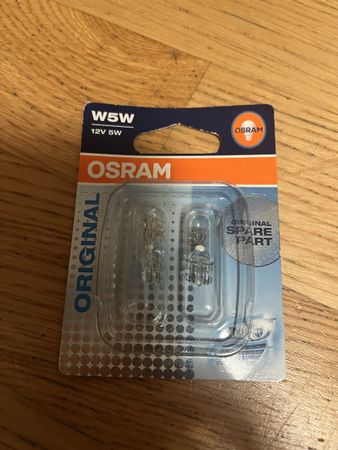 W5W
12V 5W
OSRAM
OSRAM
ORIGINAL
ORIGINAL
SPARE
PART